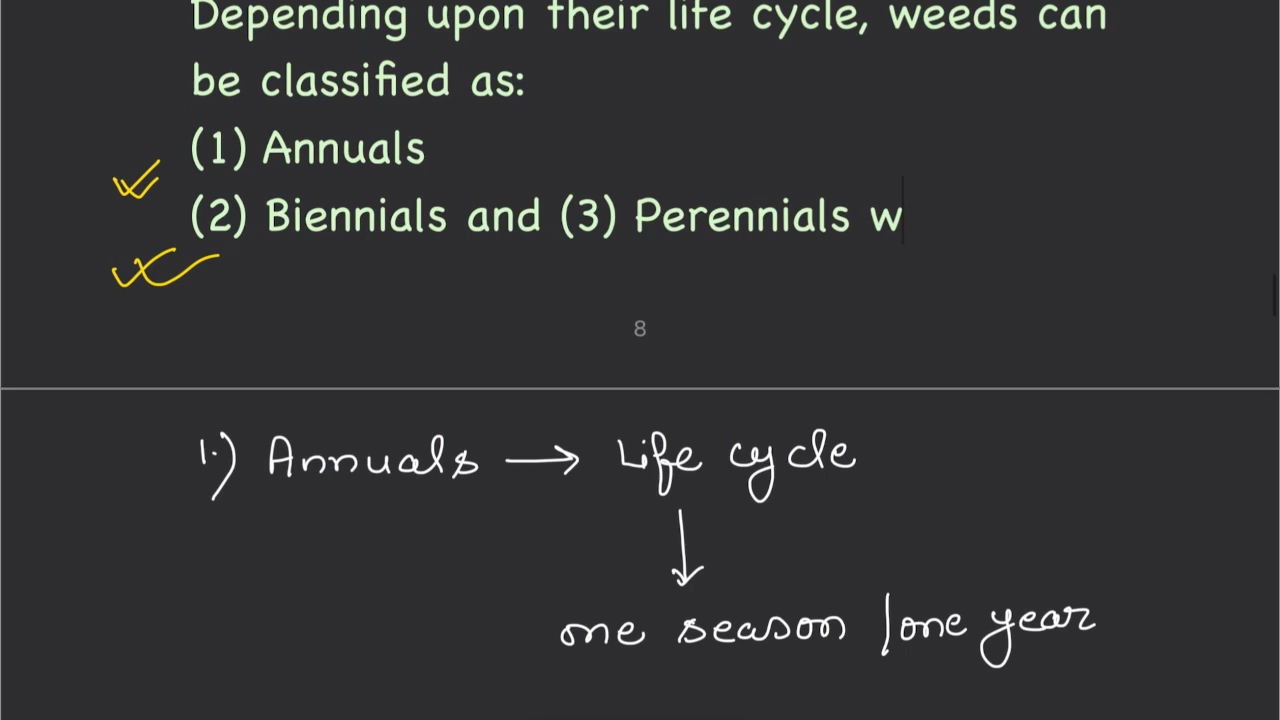 Depending upon their life cycle, weeds can
be classified as:
(1) Annuals
(2) Biennials and (3) Perennials w
8
1.) Annuals → Life cycle
↓
one season / one year